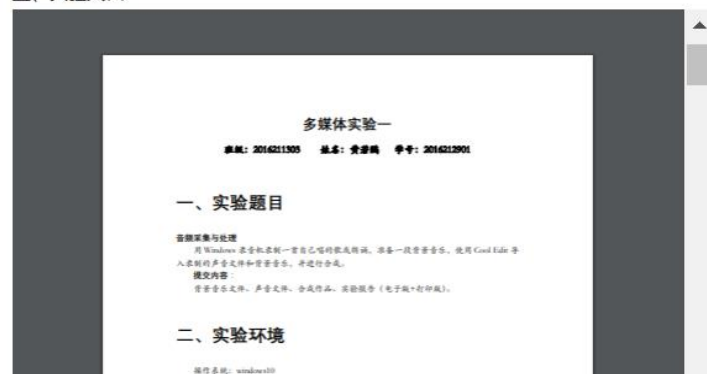 多媒体实验一
班级：2016211303 姓名：黄若鹏 学号：2016212901
一、实验题目
音频采集与处理
用 Windows 录音机录制一首自己唱的歌或朗诵，准备一段背景音乐，使用 Cool Edir 导
入录制的声音文件和背景音乐，并进行合成。
提交内容：
背景音乐文件、声音文件、合成作品、实验报告（电子版+打印版）。
二、实验环境
操作系统：windows10